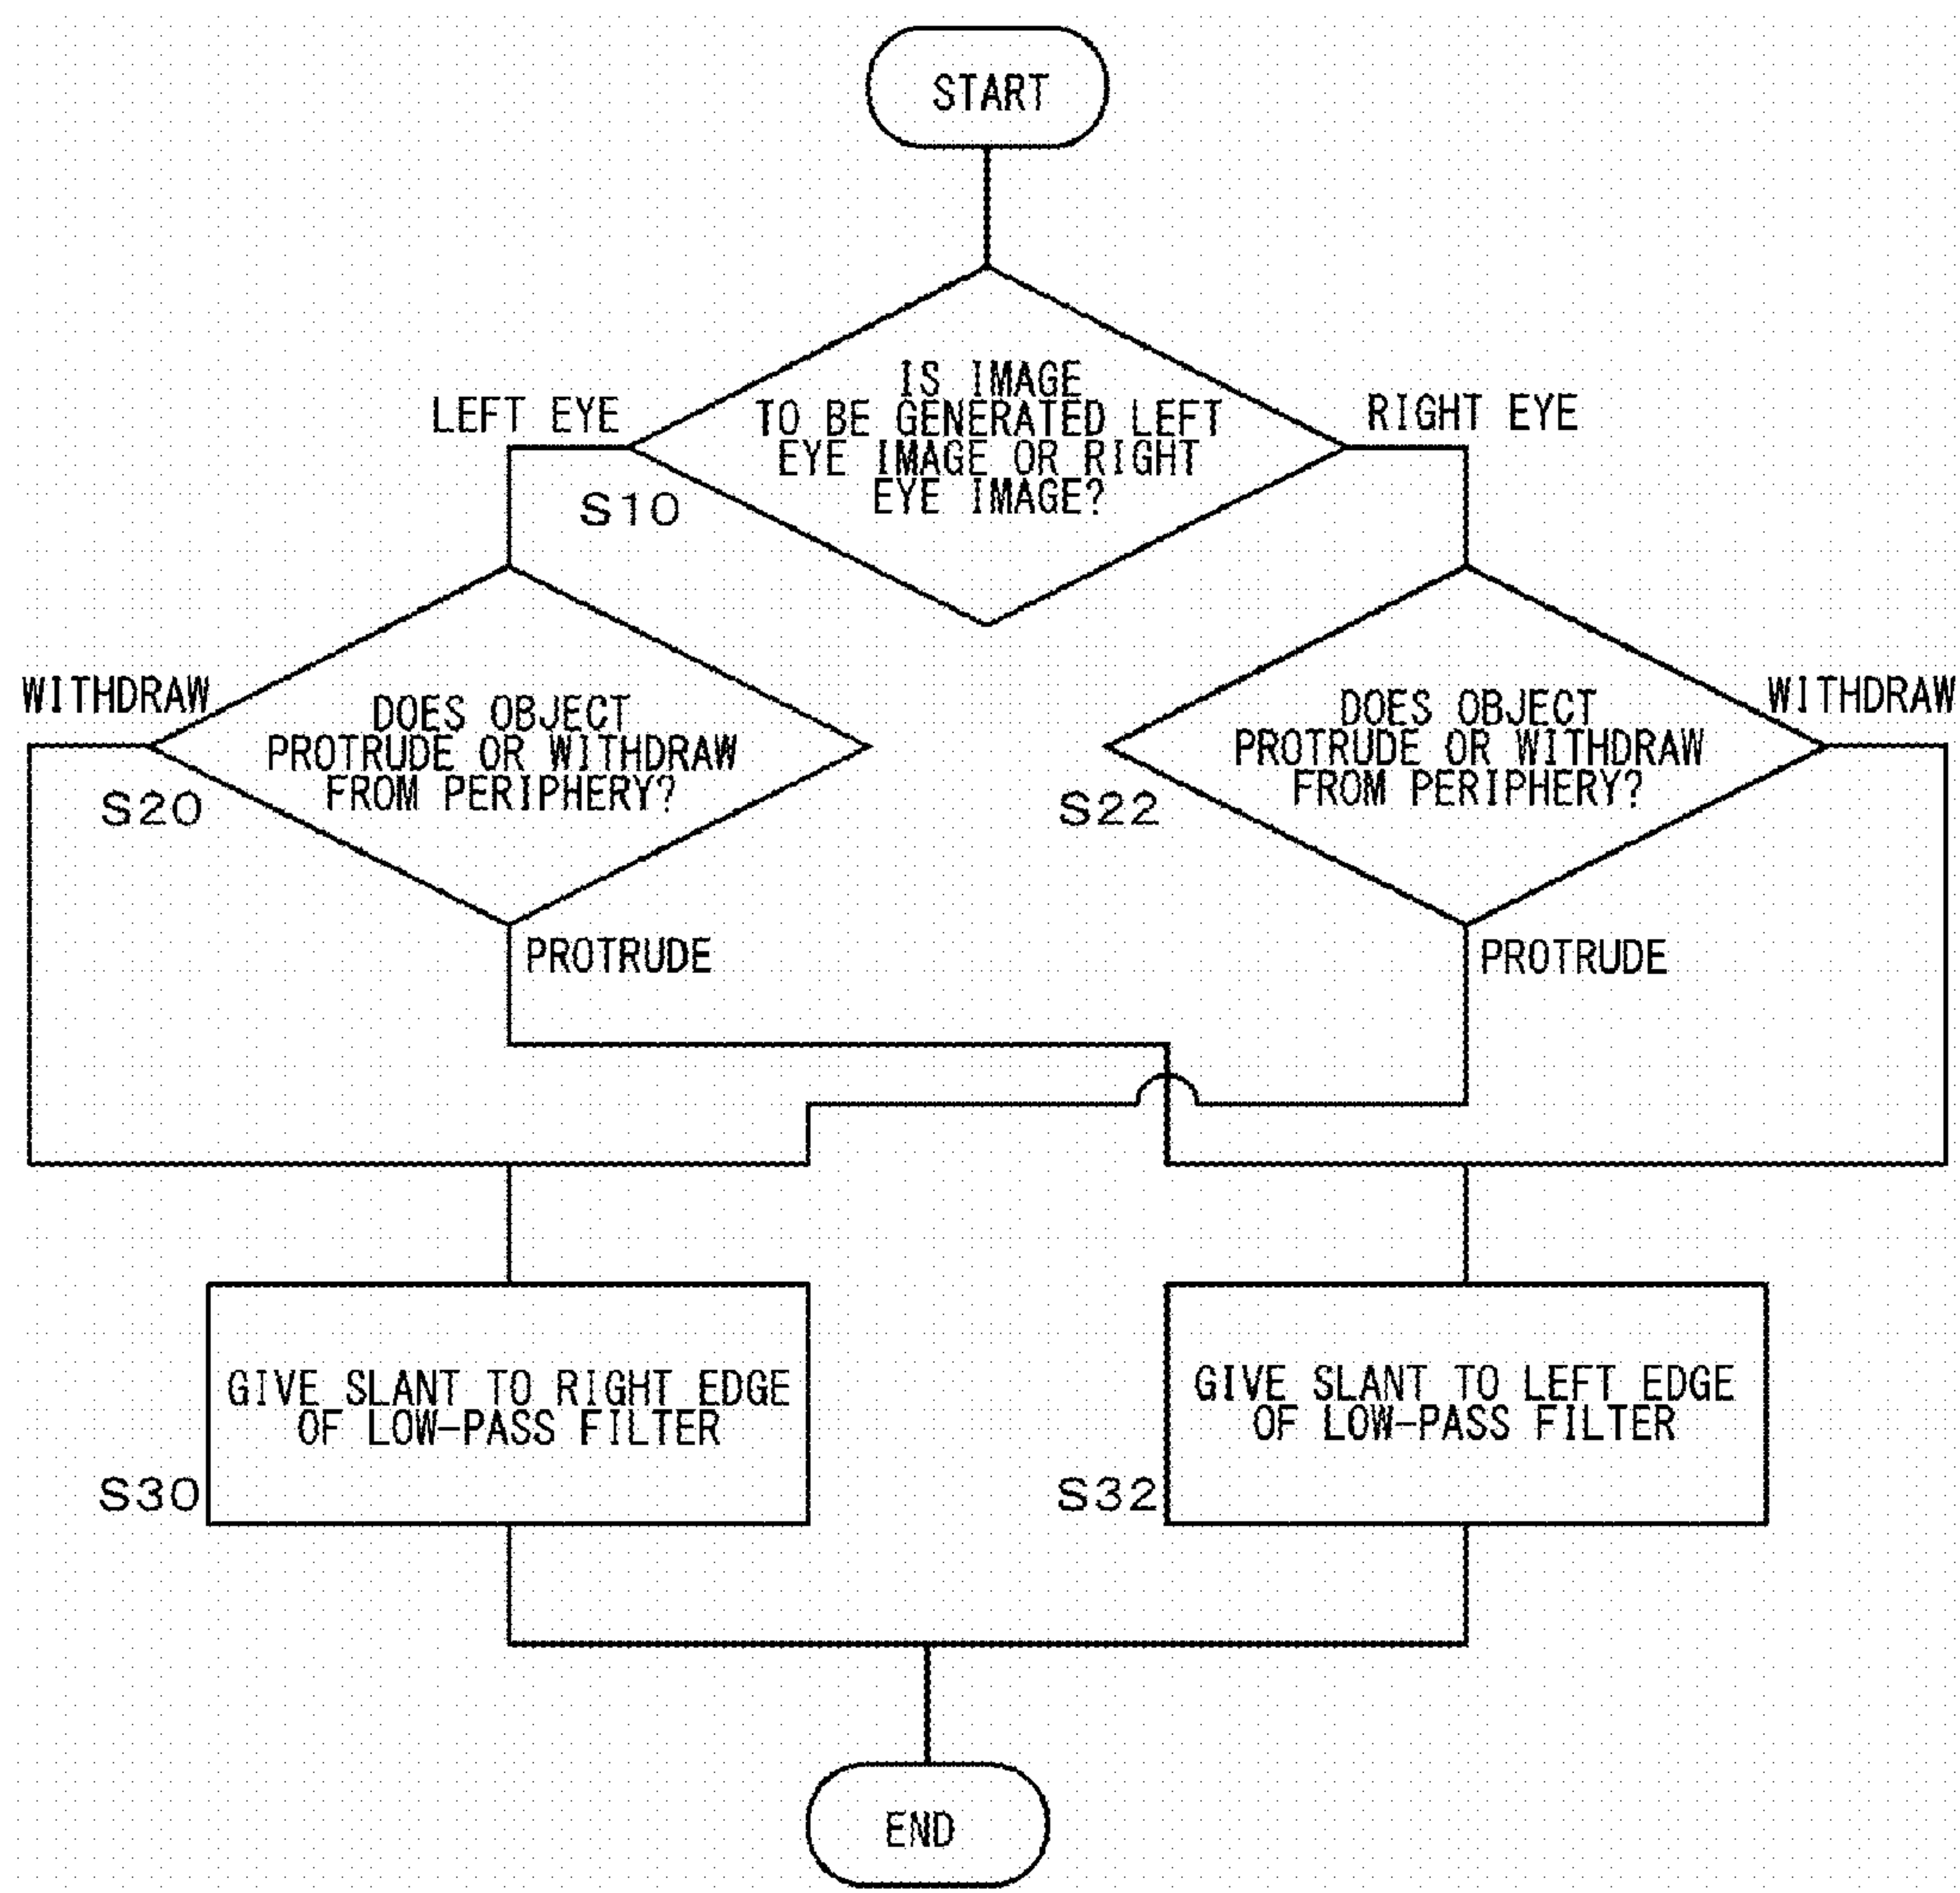 START
IS IMAGE
TO BE GENERATED LEFT
EYE IMAGE OR RIGHT
EYE IMAGE?
LEFT EYE
RIGHT EYE
S10
WITHDRAW
DOES OBJECT
PROTRUDE OR WITHDRAW
FROM PERIPHERY?
S20
PROTRUDE
DOES OBJECT
PROTRUDE OR WITHDRAW
FROM PERIPHERY?
WITHDRAW
S22
PROTRUDE
GIVE SLANT TO RIGHT EDGE
OF LOW-PASS FILTER
S30
GIVE SLANT TO LEFT EDGE
OF LOW-PASS FILTER
S32
END